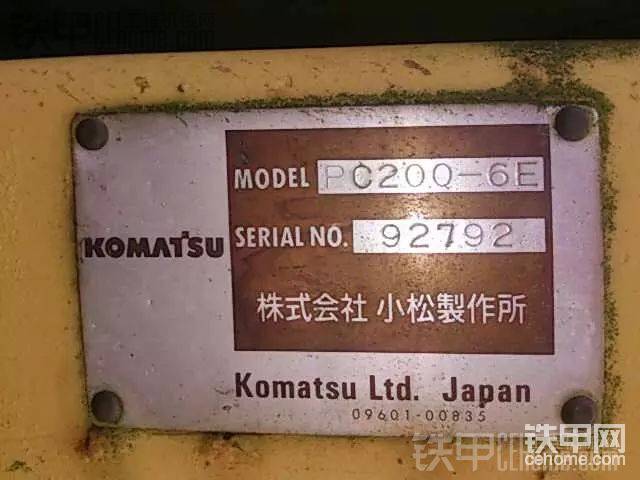 MODEL PC200-6E
KOMATSU
SERIAL NO. 92792
株式会社 小松製作所
Komatsu Ltd. Japan
09601-00835
铁甲网
cehome.com